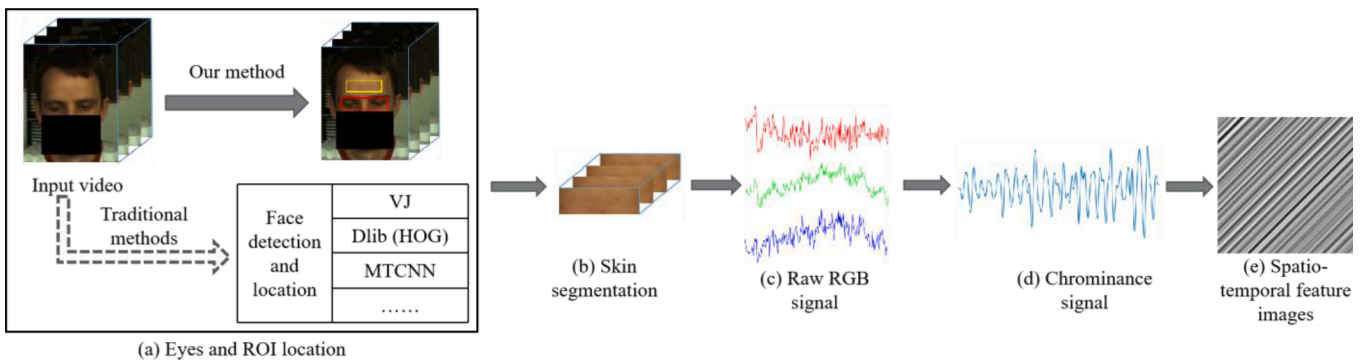 Our method
Input video
Traditional
methods
Face
detection
and
location
VJ
Dlib (HOG)
MTCNN
……
(a) Eyes and ROI location
(b) Skin
segmentation
(c) Raw RGB
signal
(d) Chrominance
signal
(e) Spatio-
temporal feature
images